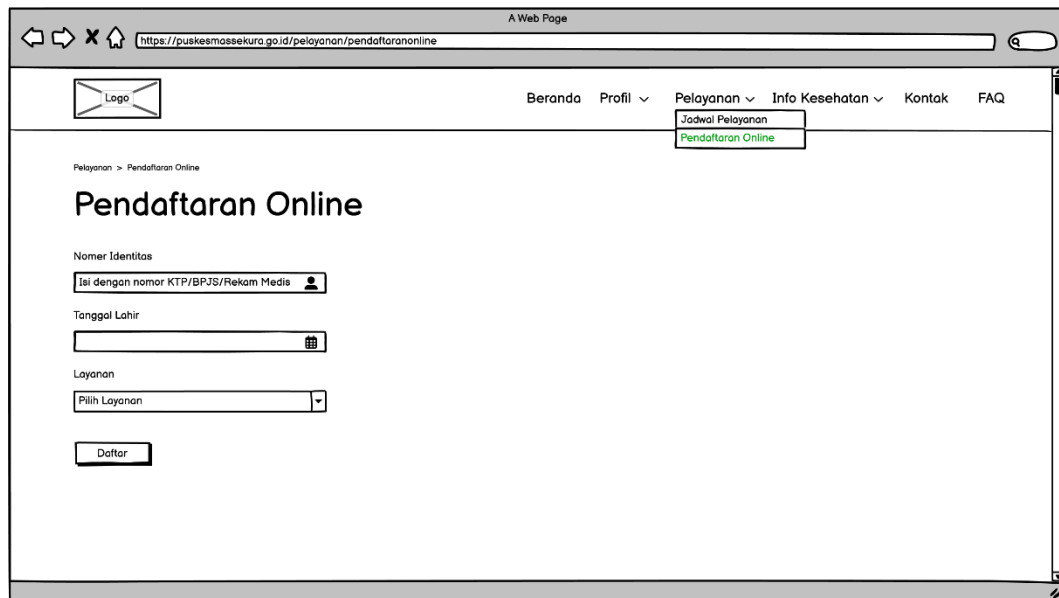 A Web Page
https://puskesmassekura.go.id/pelayanan/pendaftaranonline
Logo
Beranda Profil Pelayanan Info Kesehatan Kontak FAQ
Jadwal Pelayanan
Pendaftaran Online
Pelayanan > Pendaftaran Online
Pendaftaran Online
Nomer Identitas
Isi dengan nomor KTP/BPJS/Rekam Medis
Tanggal Lahir
Layanan
Pilih Layanan
Daftar